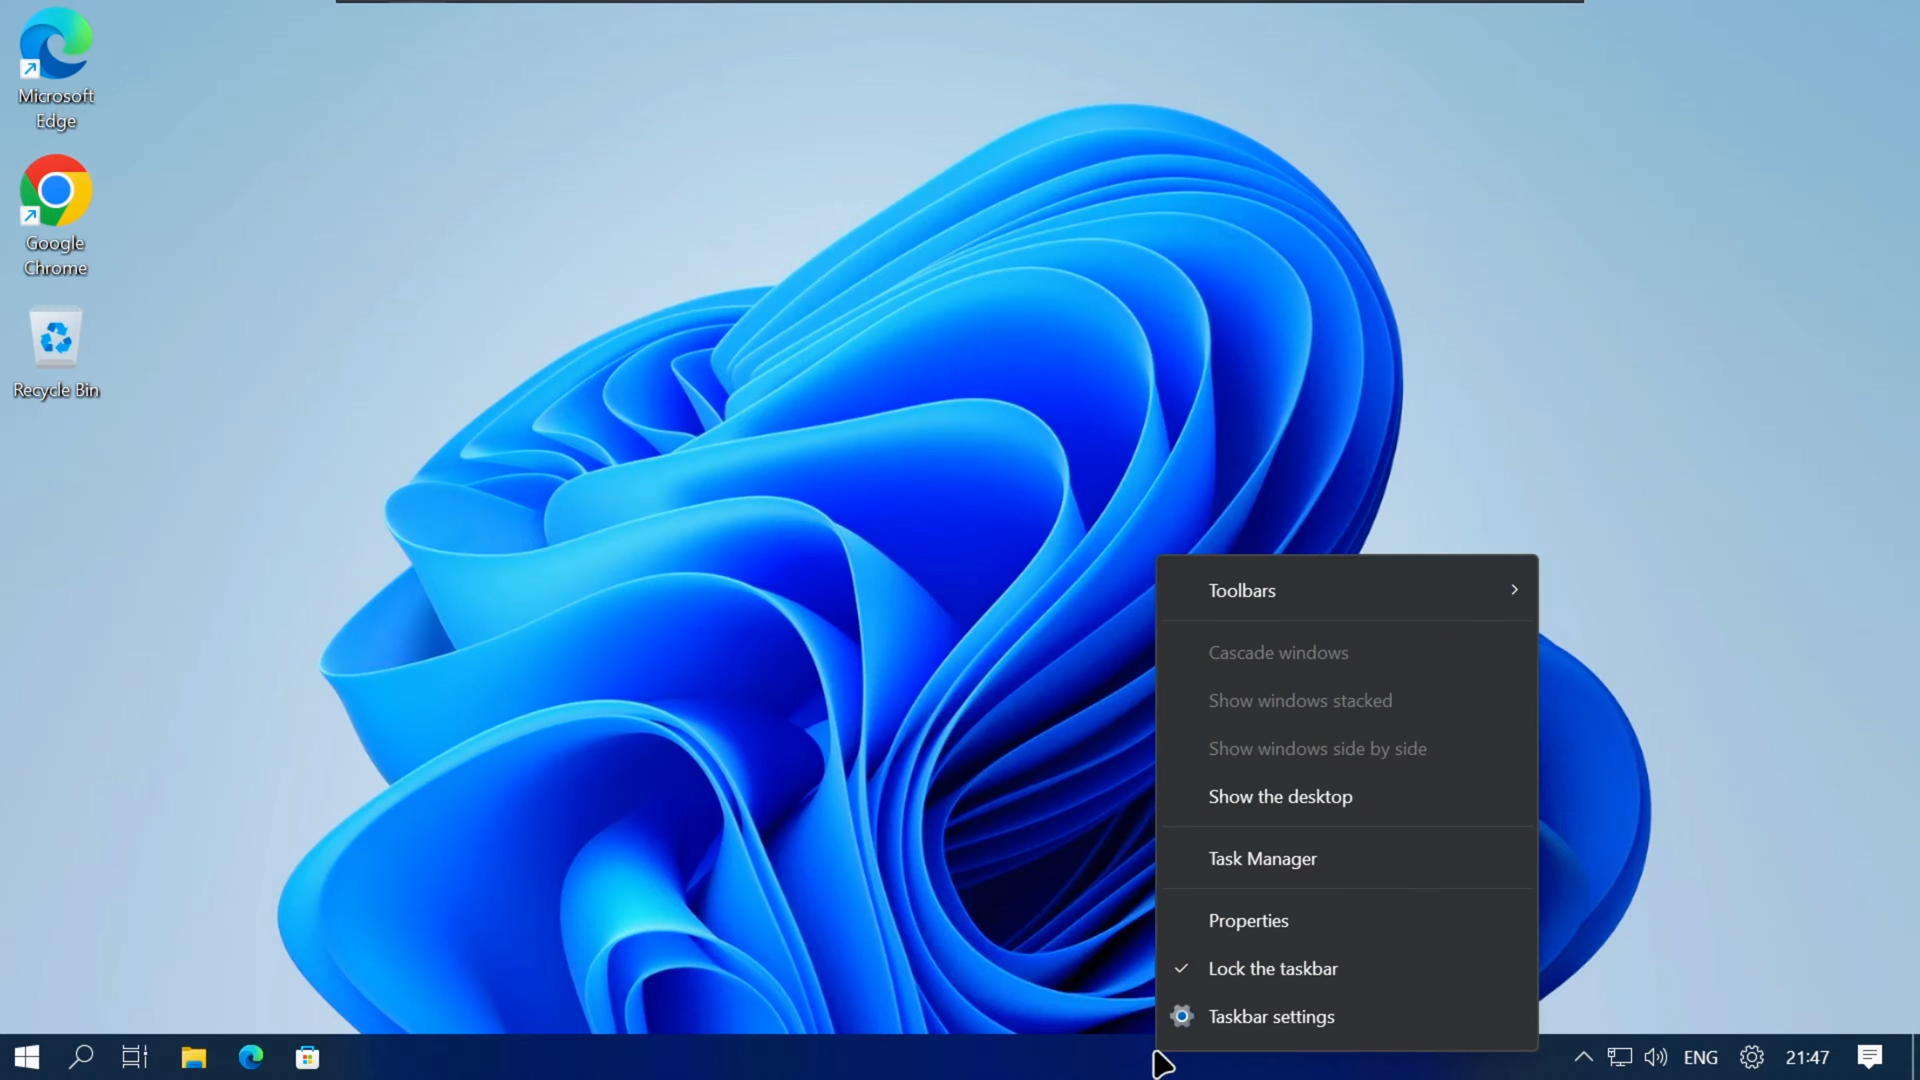 Microsoft
Edge
Google
Chrome
Recycle Bin
Toolbars
Cascade windows
Show windows stacked
Show windows side by side
Show the desktop
Task Manager
Properties
Lock the taskbar
Taskbar settings
ENG
21:47